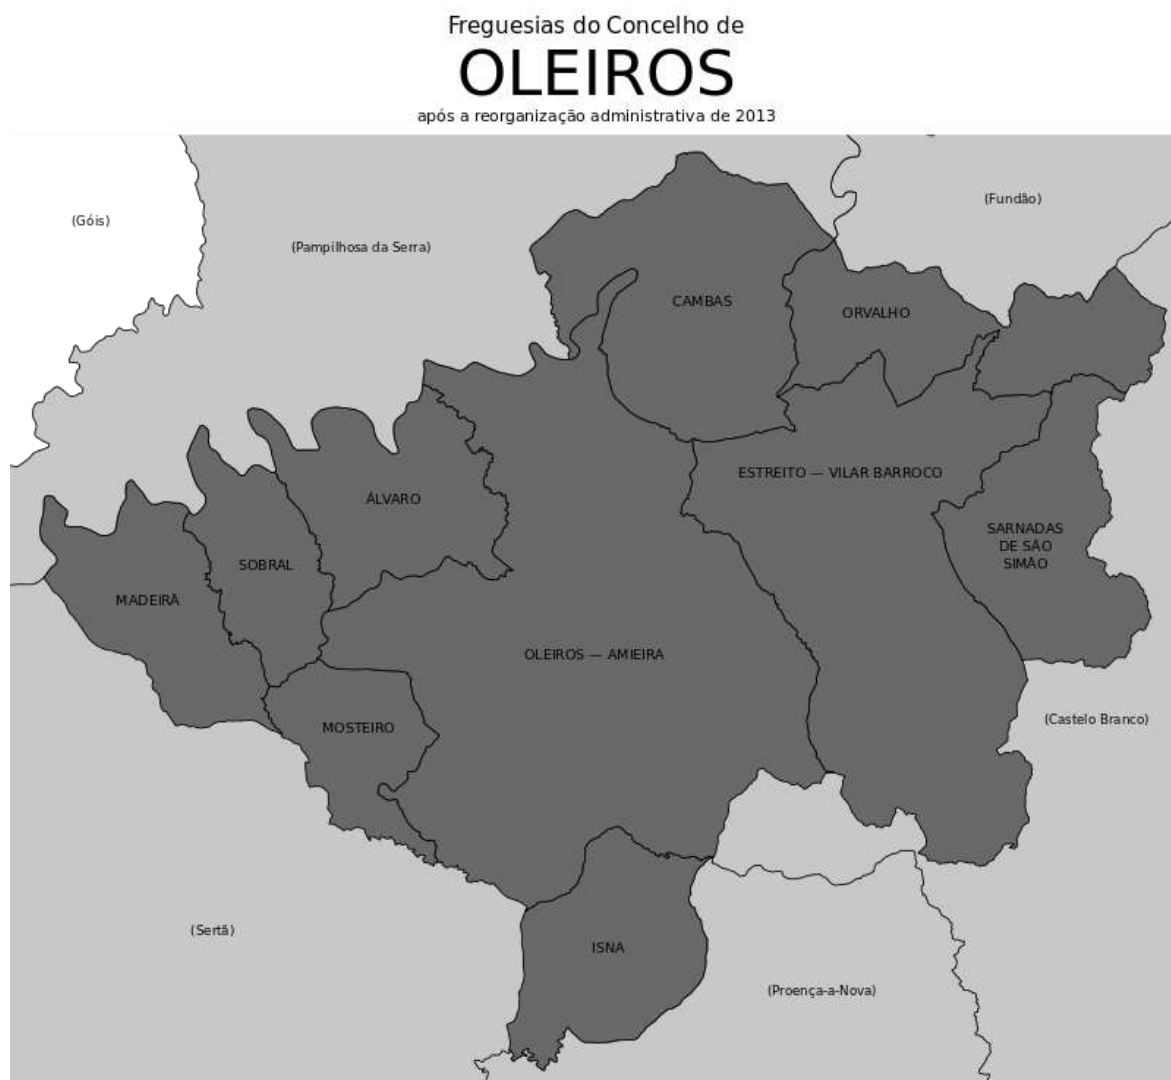 Freguesias do Concelho de
OLEIROS
após a reorganização administrativa de 2013
(Fundão)
(Góis)
(Pampilhosa da Serra)
CAMBAS
ORVALHO
ESTREITO — VILAR BARROCO
ÁLVARO
SARNADAS
DE SÃO
SIMÃO
SOBRAL
MADEIRÃ
OLEIROS — AMIEIRA
(Castelo Branco)
MOSTEIRO
(Sertã)
ISNA
(Proença-a-Nova)